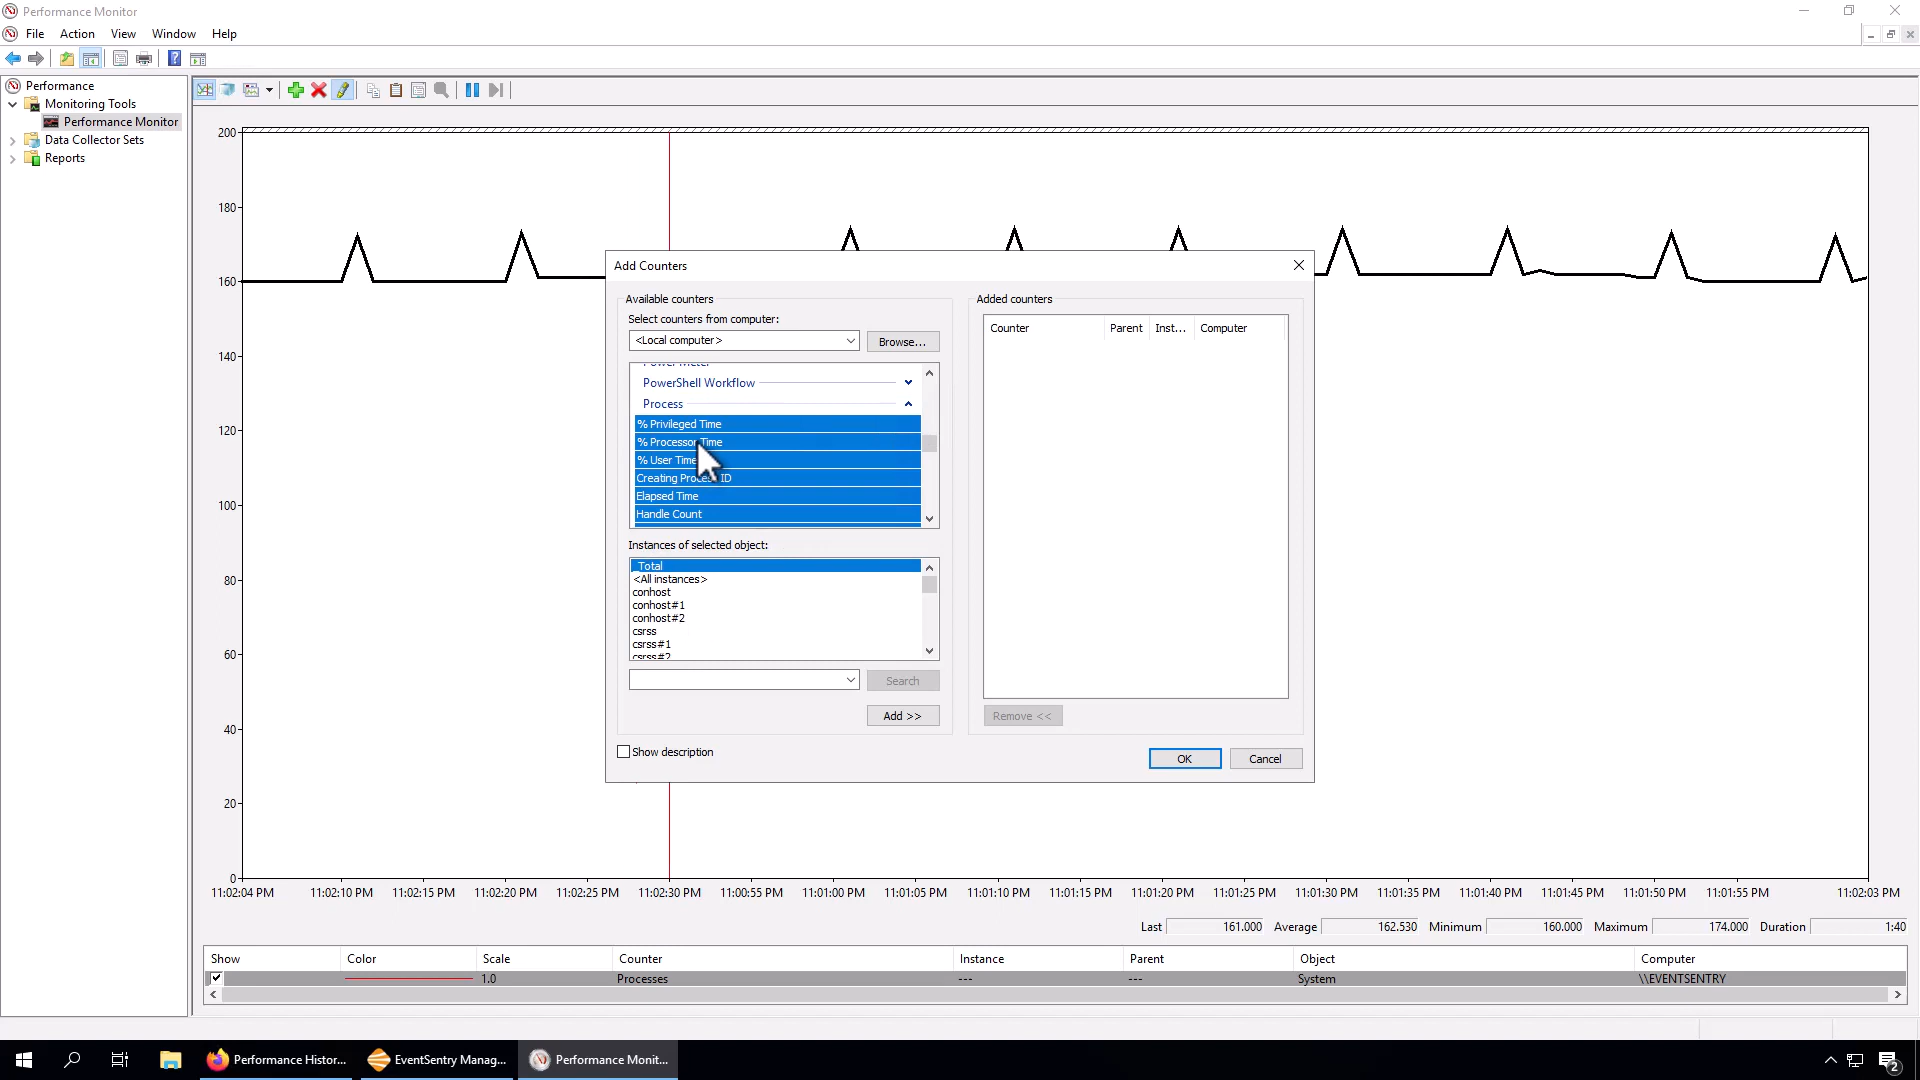 Performance Monitor
File Action View Window Help
Performance
Monitoring Tools
Performance Monitor
Data Collector Sets
Reports
200
180
160
140
120
100
80
60
40
20
0
Add Counters
Available counters
Select counters from computer:
<Local computer>
Browse...
Power Meter
PowerShell Workflow
Process
% Privileged Time
% Processor Time
% User Time
Creating Process ID
Elapsed Time
Handle Count
Instances of selected object:
_Total
<All instances>
conhost
conhost#1
conhost#2
csrss
csrss#1
csrss#2
Search
Add >>
Show description
Added counters
Counter Parent Inst... Computer
Remove <<
OK
Cancel
11:02:04 PM 11:02:10 PM 11:02:15 PM 11:02:20 PM 11:02:25 PM 11:02:30 PM 11:00:55 PM 11:01:00 PM 11:01:05 PM 11:01:10 PM 11:01:15 PM 11:01:20 PM 11:01:25 PM 11:01:30 PM 11:01:35 PM 11:01:40 PM 11:01:45 PM 11:01:50 PM 11:01:55 PM 11:02:03 PM
Last 161.000 Average 162.530 Minimum 160.000 Maximum 174.000 Duration 1:40
Show Color Scale Counter Instance Parent Object Computer
1.0 Processes --- --- System \\EVENTSENTRY
Performance Histor... EventSentry Manag... Performance Monit... 2